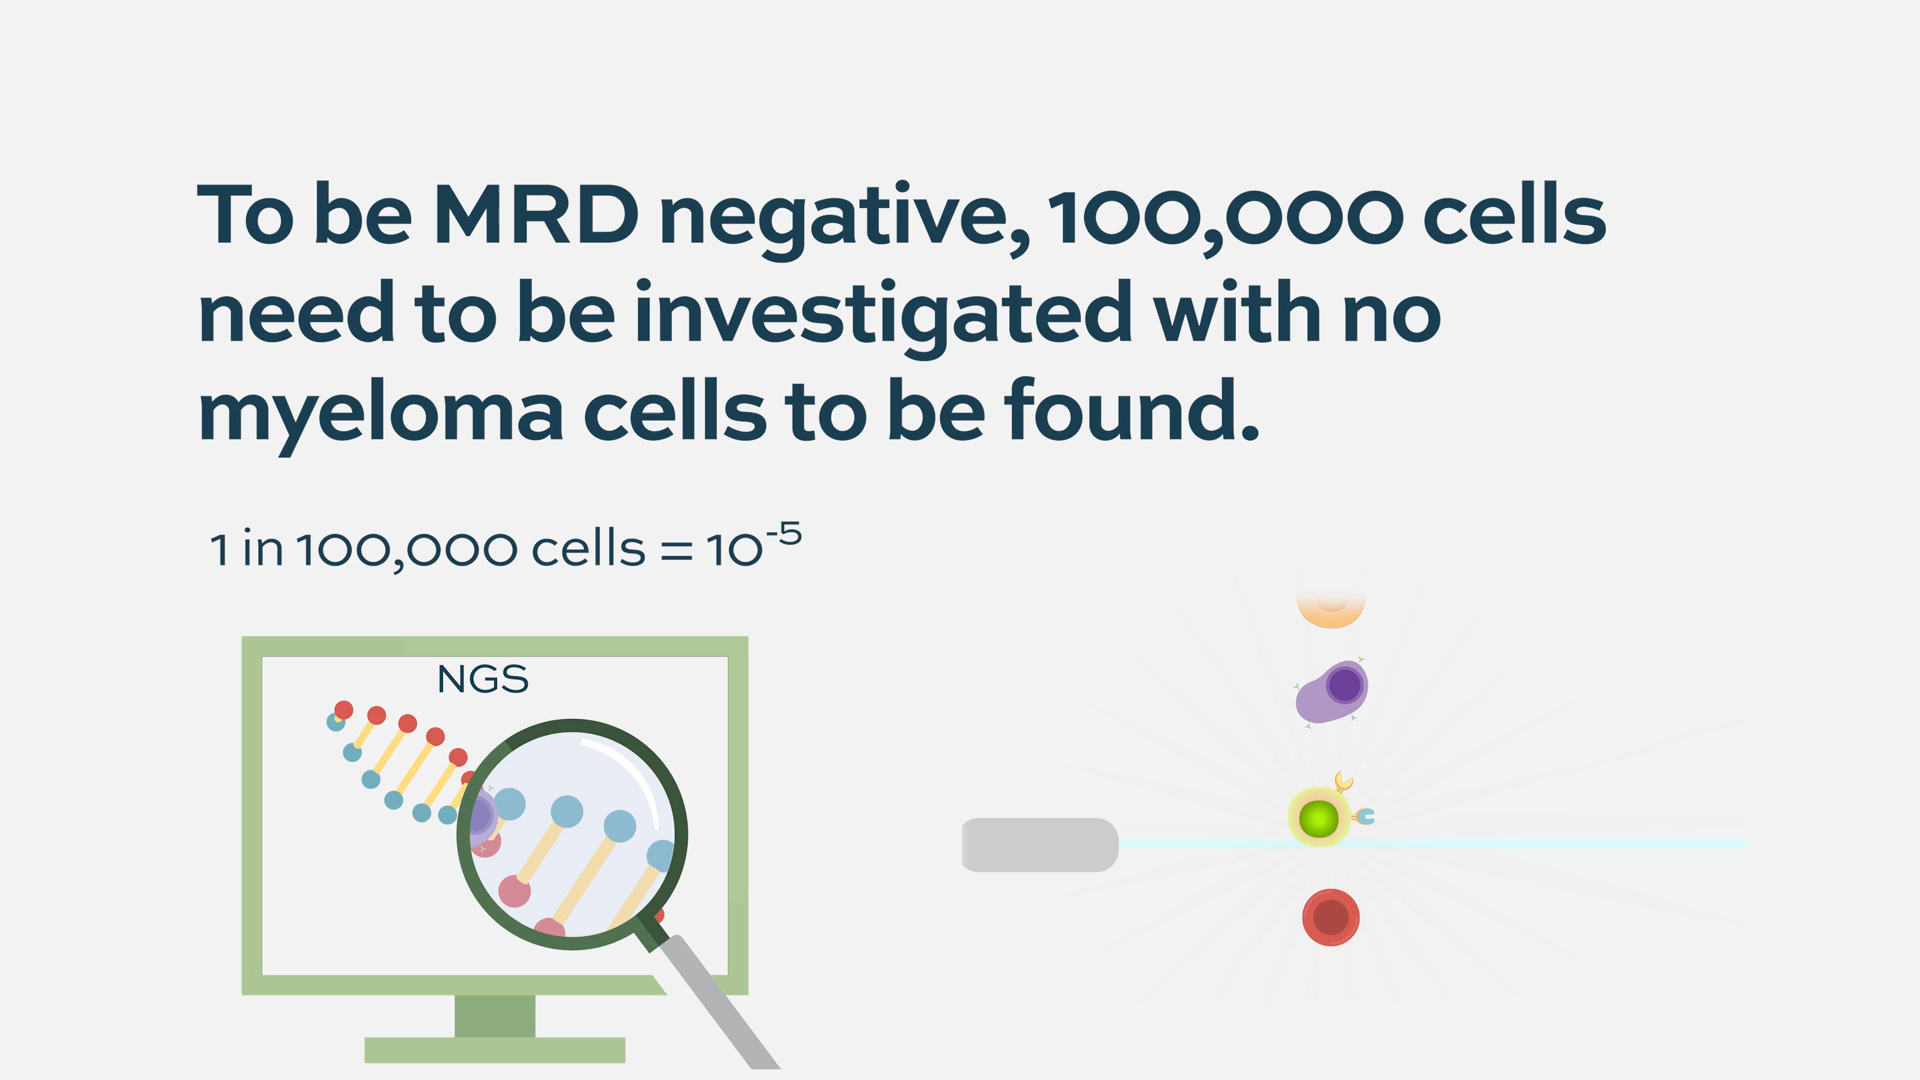 To be MRD negative, 100,000 cells
need to be investigated with no
myeloma cells to be found.
1 in 100,000 cells = 10⁻⁵
NGS